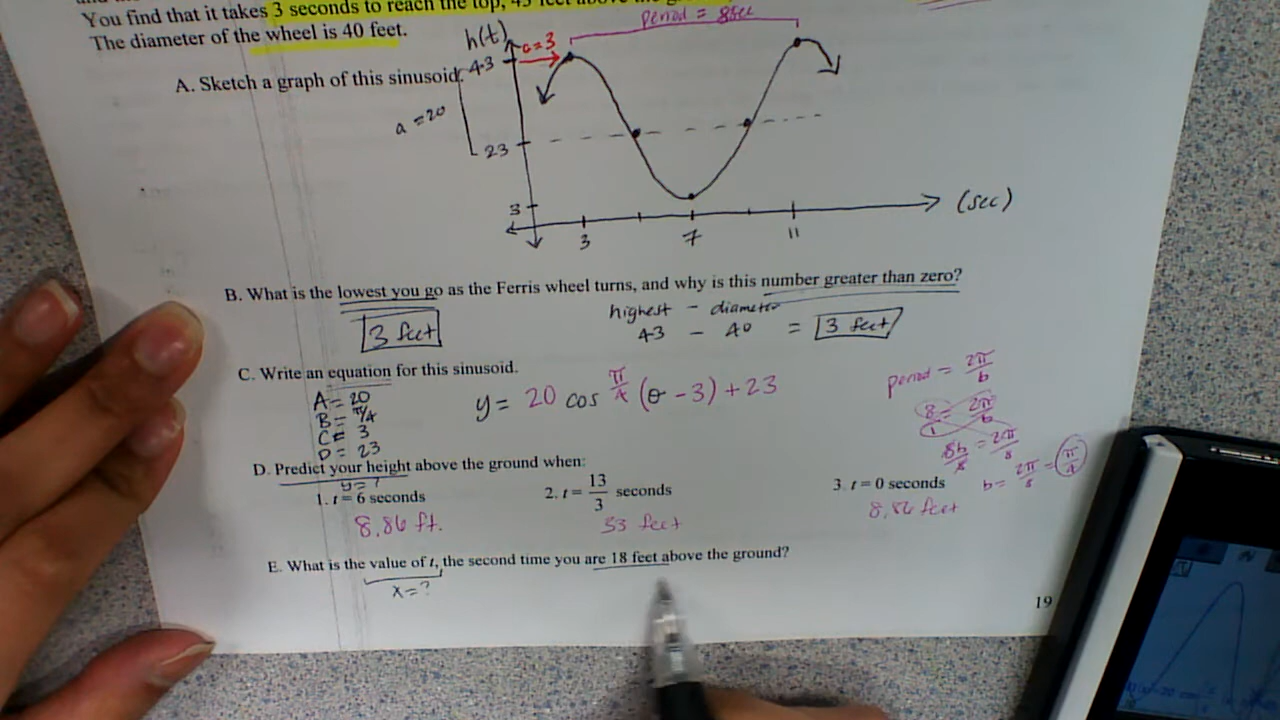 You find that it takes 3 seconds to reach the top, 43 feet above the
The diameter of the wheel is 40 feet.
period = 8sec
h(t)
c=3
A. Sketch a graph of this sinusoid.
43
a=20
23
3
3 7 11
(sec)
B. What is the lowest you go as the Ferris wheel turns, and why is this number greater than zero?
highest - diameter
3 feet
43 - 40 = 3 feet
C. Write an equation for this sinusoid.
A= 20
B= π/4
C= 3
D= 23
y= 20 cos π/4 (θ -3) +23
period = 2π/b
8/1 = 2π/b
8b/8 = 2π/8
b= 2π/8 = π/4
D. Predict your height above the ground when:
y=?
1. t = 6 seconds 2. t = 13/3 seconds 3. t = 0 seconds
8.86 ft. 33 feet 8.86 feet
E. What is the value of t, the second time you are 18 feet above the ground?
x=?
19